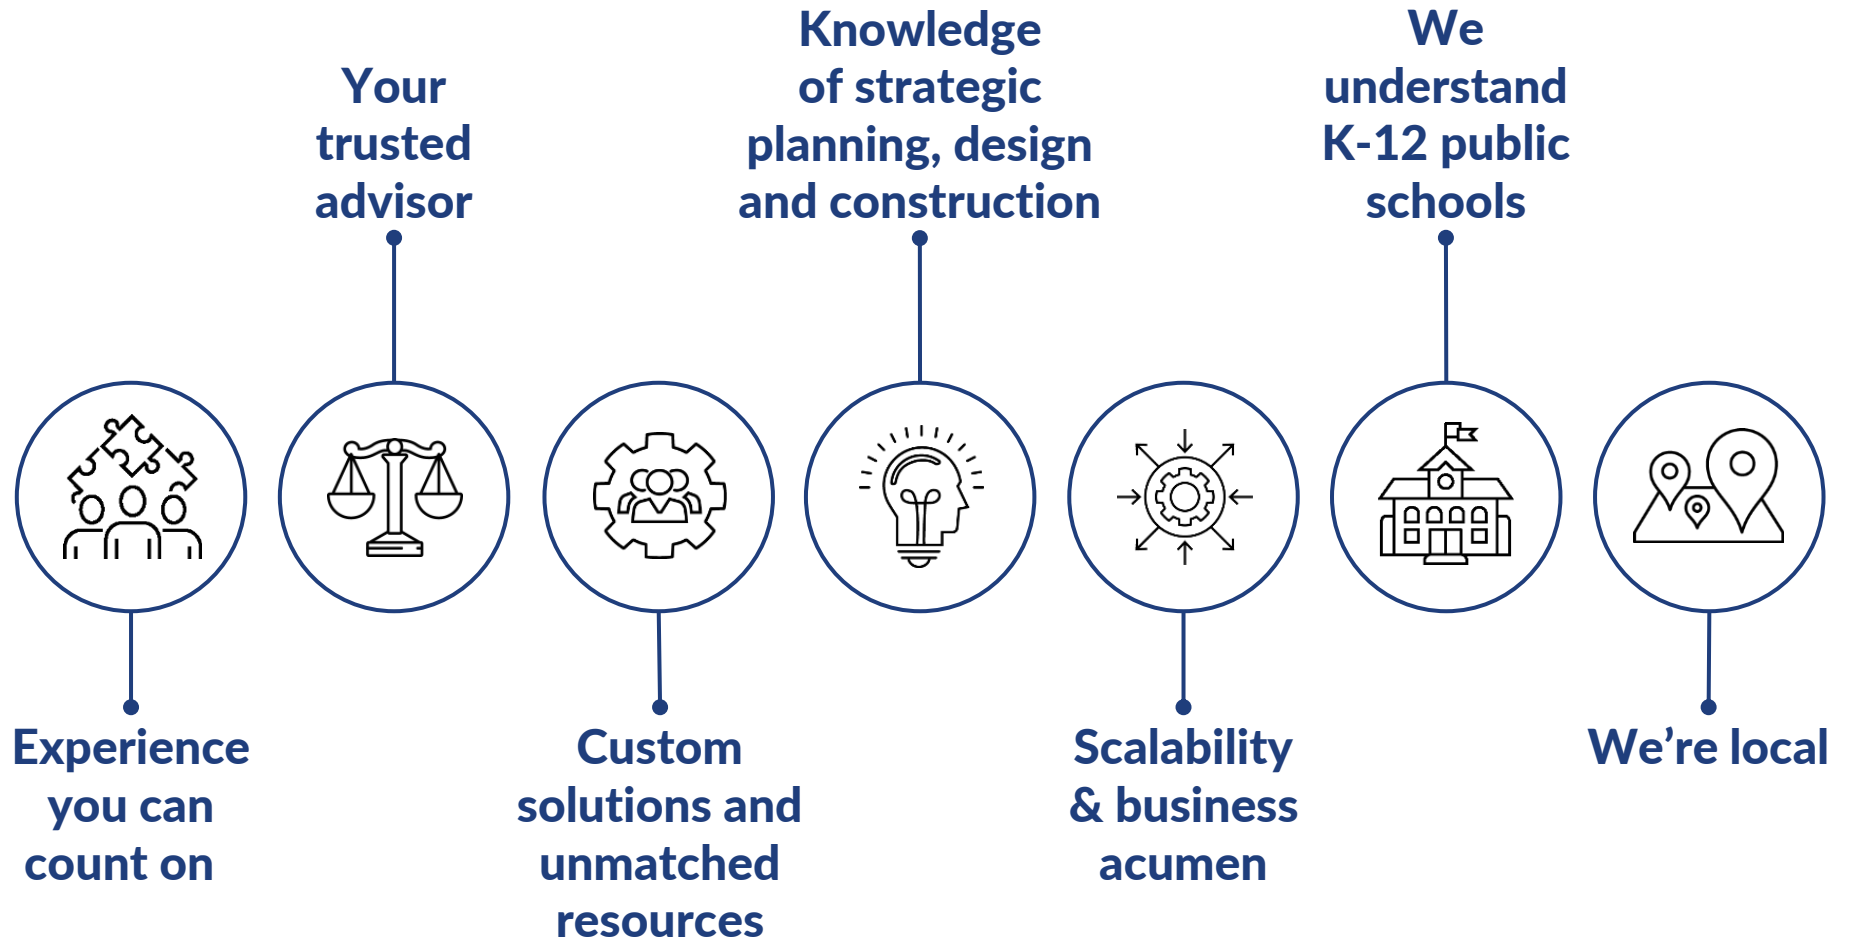 Experience
you can
count on
Your
trusted
advisor
Custom
solutions and
unmatched
resources
Knowledge
of strategic
planning, design
and construction
Scalability
& business
acumen
We
understand
K-12 public
schools
We’re local